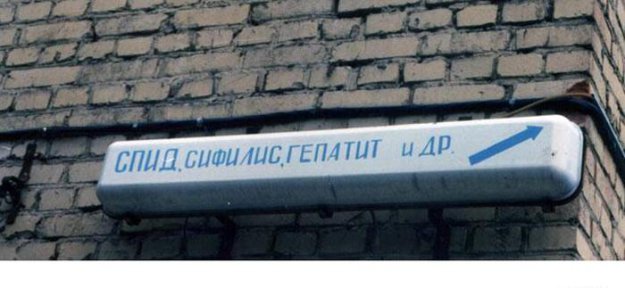 СПИД, СИФИЛИС, ГЕПАТИТ и ДР.